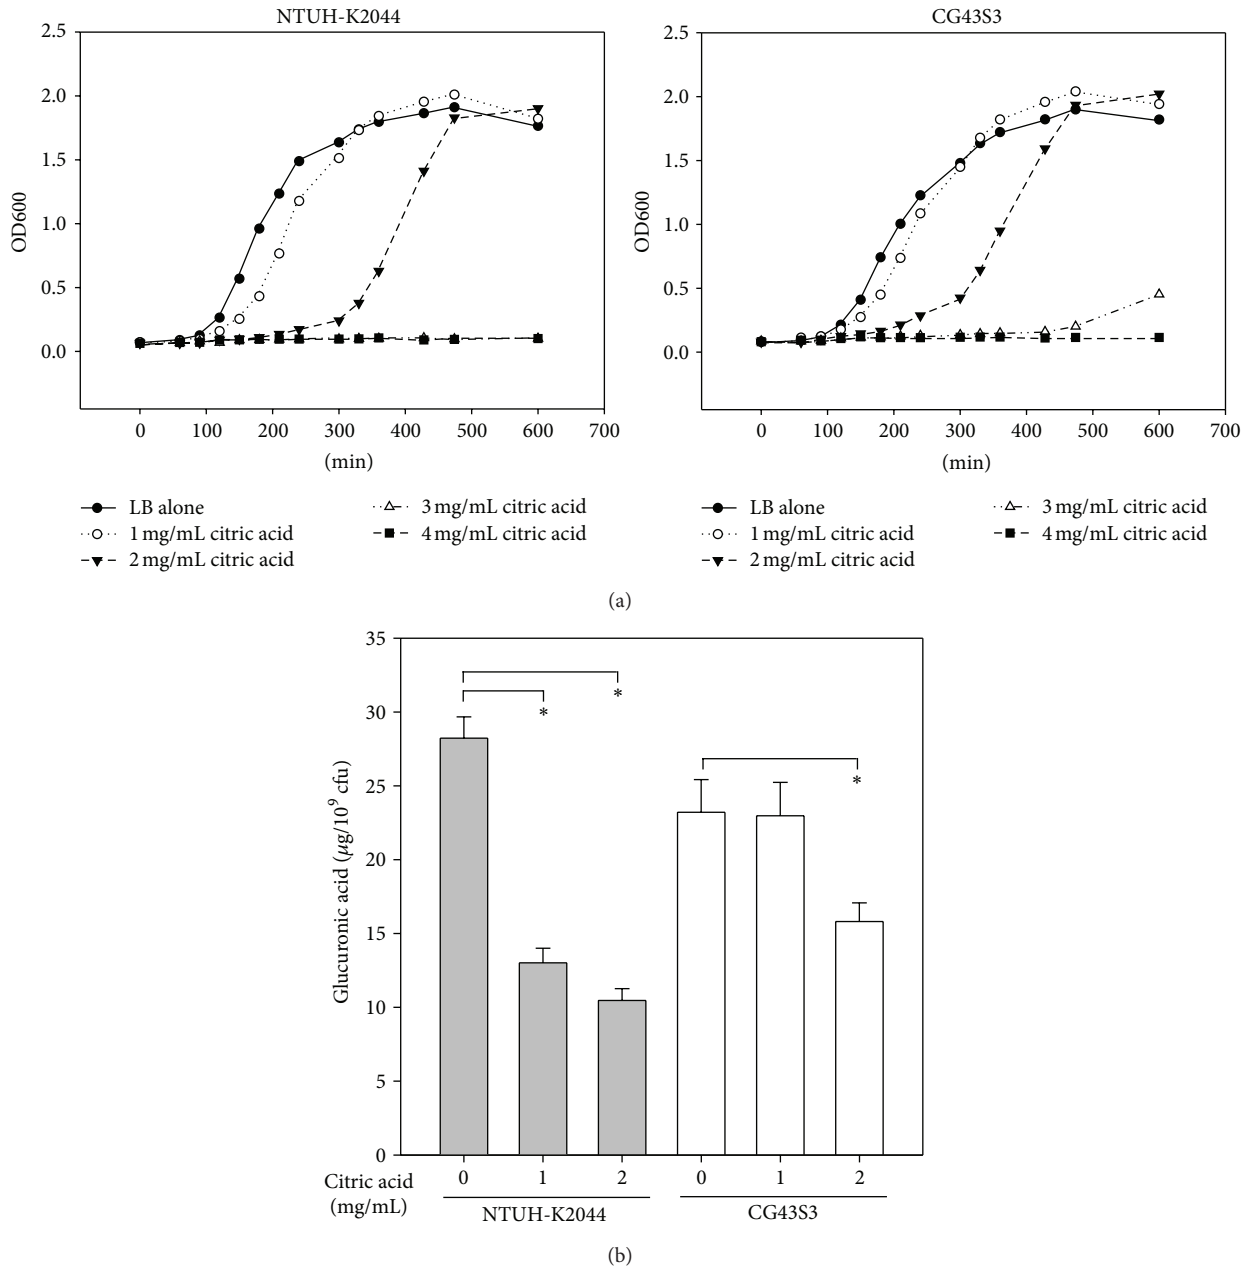 NTUH-K2044
CG43S3
2.5
2.0
1.5
1.0
0.5
0.0
OD600
0 100 200 300 400 500 600 700
(min)
2.5
2.0
1.5
1.0
0.5
0.0
OD600
0 100 200 300 400 500 600 700
(min)
LB alone
1 mg/mL citric acid
2 mg/mL citric acid
3 mg/mL citric acid
4 mg/mL citric acid
LB alone
1 mg/mL citric acid
2 mg/mL citric acid
3 mg/mL citric acid
4 mg/mL citric acid
(a)
35
30
25
20
15
10
5
0
Glucuronic acid (μg/10⁹ cfu)
*
*
*
Citric acid
(mg/mL)
0 1 2 0 1 2
NTUH-K2044 CG43S3
(b)